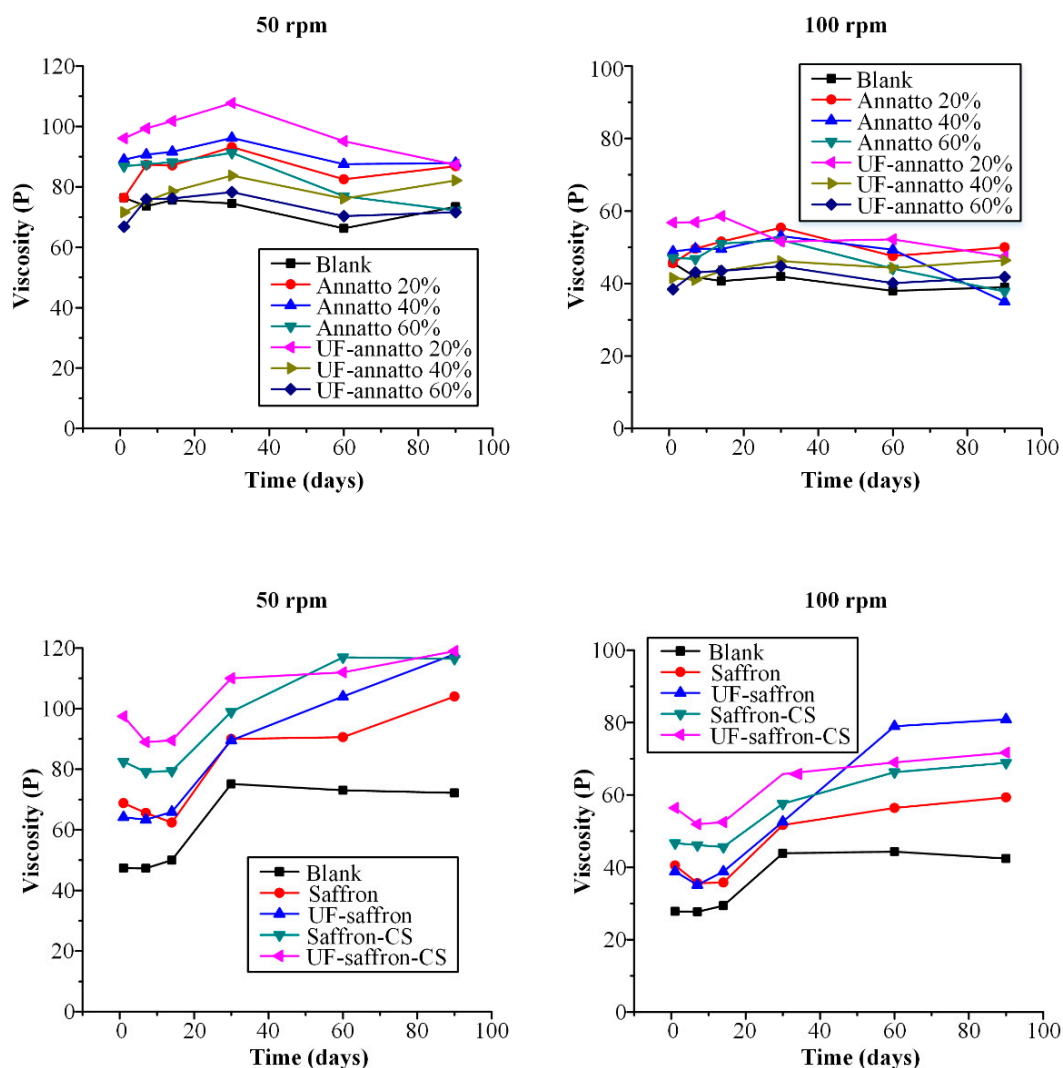 50 rpm
Viscosity (P)
120
100
80
60
40
20
0
Blank
Annatto 20%
Annatto 40%
Annatto 60%
UF-annatto 20%
UF-annatto 40%
UF-annatto 60%
0 20 40 60 80 100
Time (days)
100 rpm
Viscosity (P)
100
80
60
40
20
0
Blank
Annatto 20%
Annatto 40%
Annatto 60%
UF-annatto 20%
UF-annatto 40%
UF-annatto 60%
0 20 40 60 80 100
Time (days)
50 rpm
Viscosity (P)
120
100
80
60
40
20
0
Blank
Saffron
UF-saffron
Saffron-CS
UF-saffron-CS
0 20 40 60 80 100
Time (days)
100 rpm
Viscosity (P)
100
80
60
40
20
0
Blank
Saffron
UF-saffron
Saffron-CS
UF-saffron-CS
0 20 40 60 80 100
Time (days)